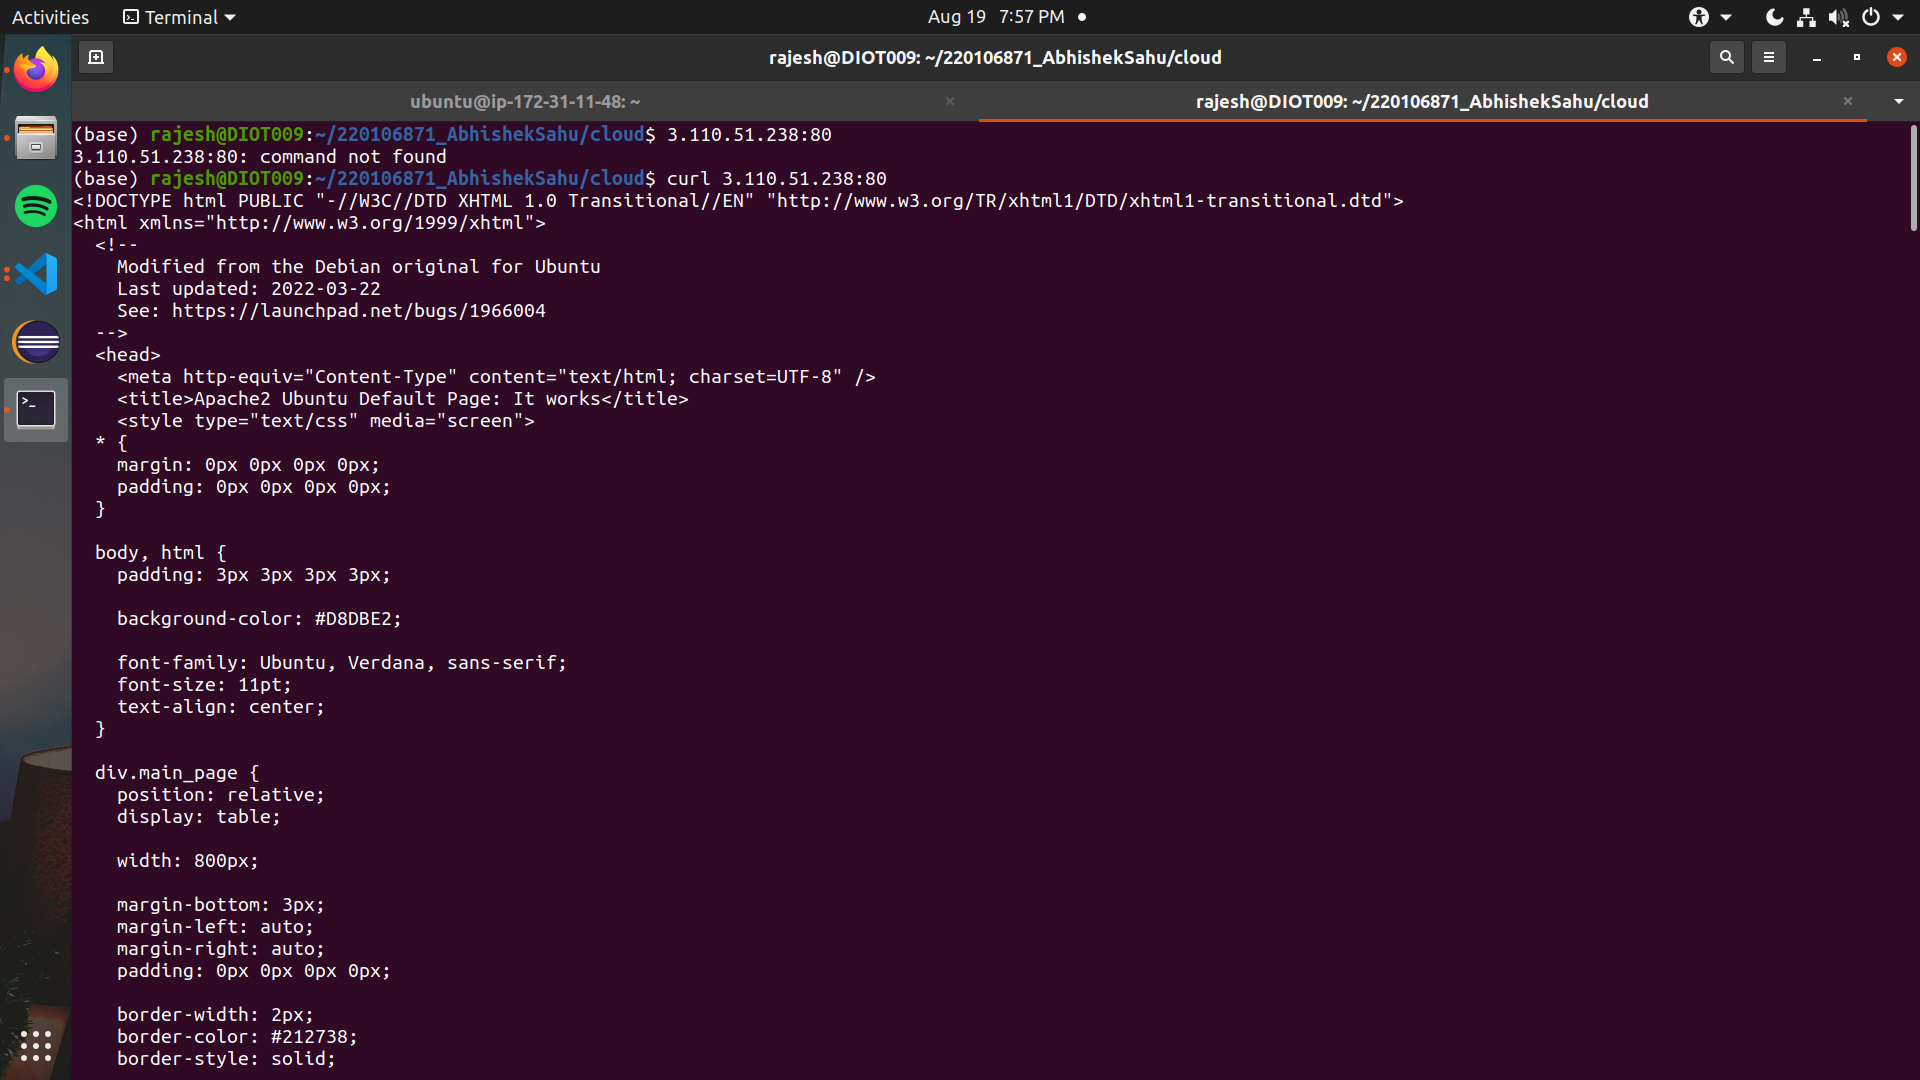 Activities Terminal Aug 19 7:57 PM
rajesh@DIOT009: ~/220106871_AbhishekSahu/cloud
ubuntu@ip-172-31-11-48: ~ rajesh@DIOT009: ~/220106871_AbhishekSahu/cloud
(base) rajesh@DIOT009:~/220106871_AbhishekSahu/cloud$ 3.110.51.238:80
3.110.51.238:80: command not found
(base) rajesh@DIOT009:~/220106871_AbhishekSahu/cloud$ curl 3.110.51.238:80
<!DOCTYPE html PUBLIC "-//W3C//DTD XHTML 1.0 Transitional//EN" "http://www.w3.org/TR/xhtml1/DTD/xhtml1-transitional.dtd">
<html xmlns="http://www.w3.org/1999/xhtml">
  <!--
    Modified from the Debian original for Ubuntu
    Last updated: 2022-03-22
    See: https://launchpad.net/bugs/1966004
  -->
  <head>
    <meta http-equiv="Content-Type" content="text/html; charset=UTF-8" />
    <title>Apache2 Ubuntu Default Page: It works</title>
    <style type="text/css" media="screen">
  * {
    margin: 0px 0px 0px 0px;
    padding: 0px 0px 0px 0px;
  }
  body, html {
    padding: 3px 3px 3px 3px;
    background-color: #D8DBE2;
    font-family: Ubuntu, Verdana, sans-serif;
    font-size: 11pt;
    text-align: center;
  }
  div.main_page {
    position: relative;
    display: table;
    width: 800px;
    margin-bottom: 3px;
    margin-left: auto;
    margin-right: auto;
    padding: 0px 0px 0px 0px;
    border-width: 2px;
    border-color: #212738;
    border-style: solid;